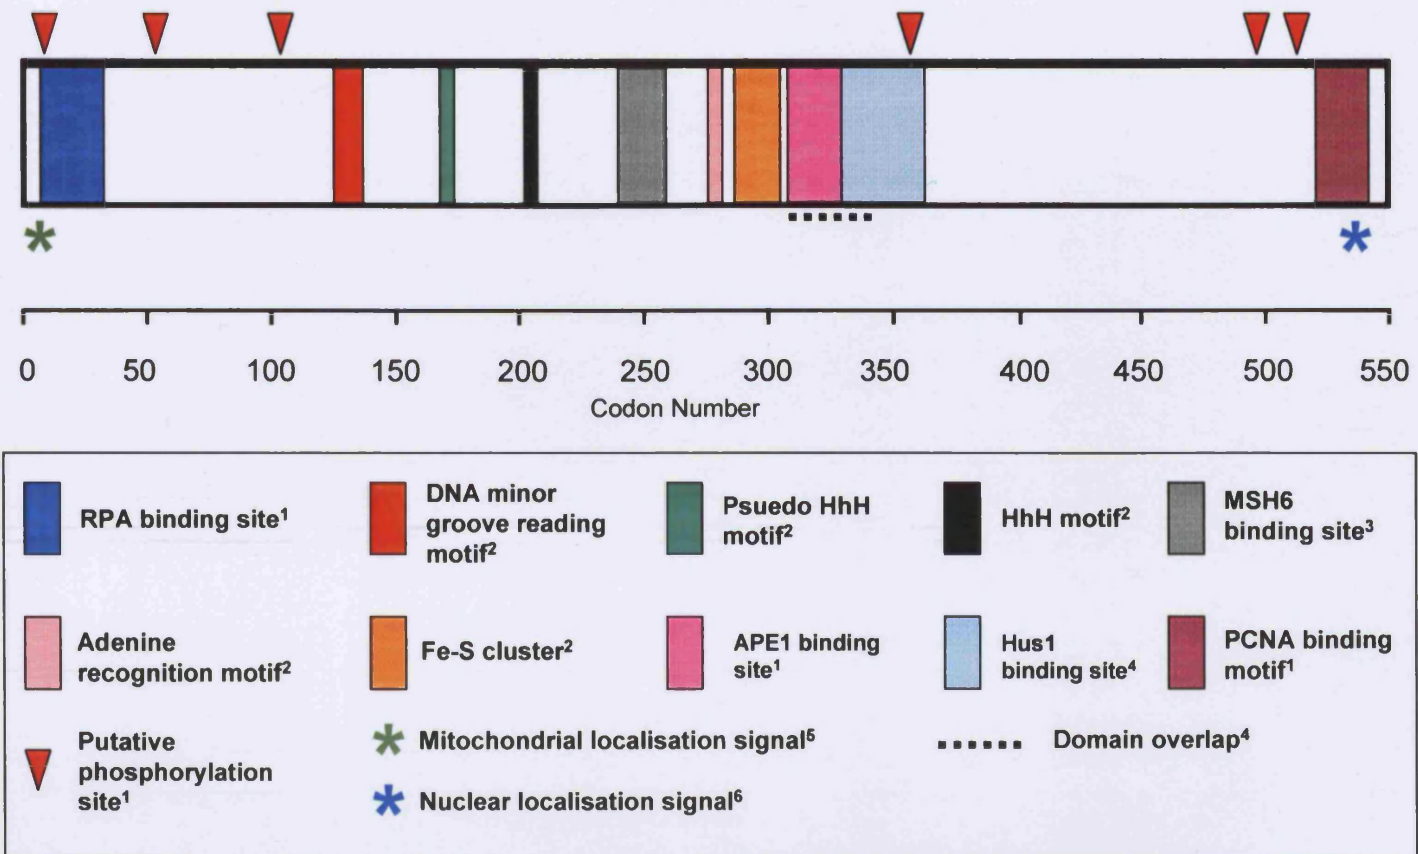 0 50 100 150 200 250 300 350 400 450 500 550
Codon Number
RPA binding site¹
DNA minor
groove reading
motif²
Psuedo HhH
motif²
HhH motif²
MSH6
binding site³
Adenine
recognition motif²
Fe-S cluster²
APE1 binding
site¹
Hus1
binding site⁴
PCNA binding
motif¹
Putative
phosphorylation
site¹
Mitochondrial localisation signal⁵
Domain overlap⁴
Nuclear localisation signal⁶